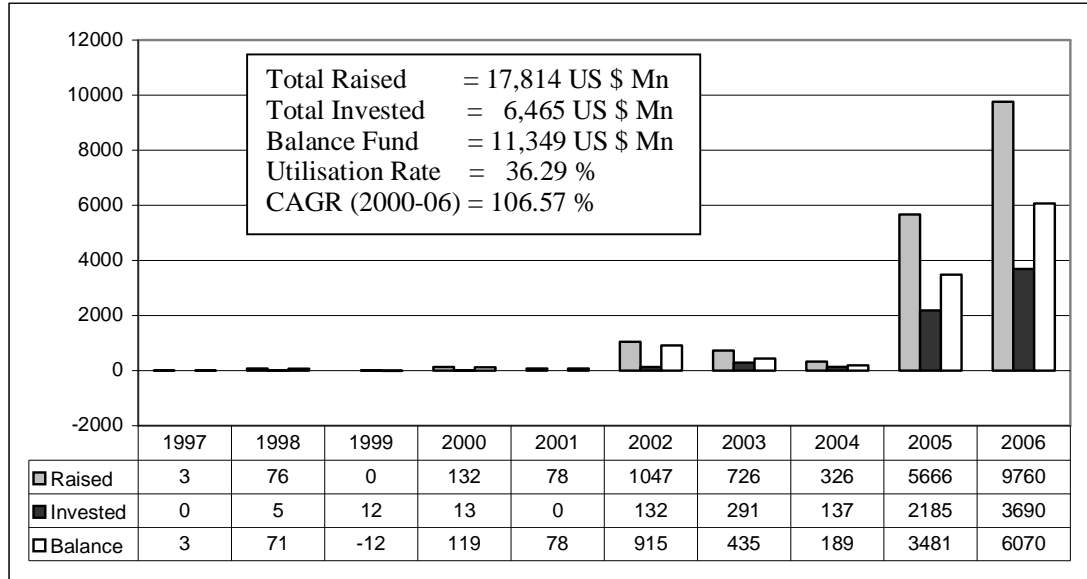 12000
10000
8000
6000
4000
2000
0
-2000
Total Raised = 17,814 US $ Mn
Total Invested = 6,465 US $ Mn
Balance Fund = 11,349 US $ Mn
Utilisation Rate = 36.29 %
CAGR (2000-06) = 106.57 %
1997 1998 1999 2000 2001 2002 2003 2004 2005 2006
Raised 3 76 0 132 78 1047 726 326 5666 9760
Invested 0 5 12 13 0 132 291 137 2185 3690
Balance 3 71 -12 119 78 915 435 189 3481 6070